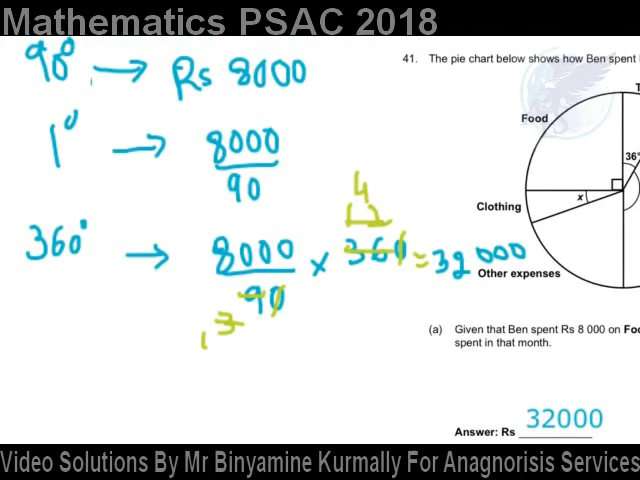 Mathematics PSAC 2018
90° → Rs 8000
1° → 8000/90
360° → 8000/90 × 360 = 32 000
4
12
3
1
41. The pie chart below shows how Ben spent
Food
36°
x
Clothing
Other expenses
(a) Given that Ben spent Rs 8 000 on
spent in that month.
Answer: Rs 32000
Video Solutions By Mr Binyamine Kurmally For Anagnorisis Services